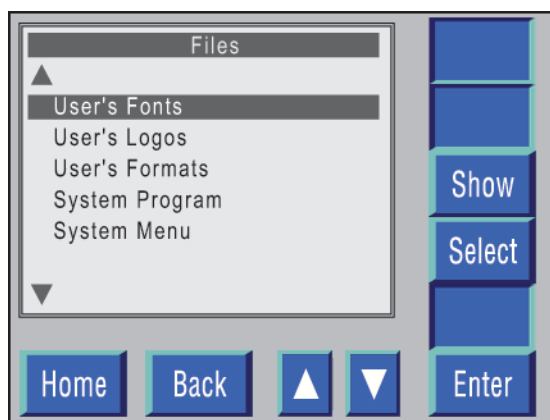 Files
User's Fonts
User's Logos
User's Formats
System Program
System Menu
Show
Select
Home
Back
Enter